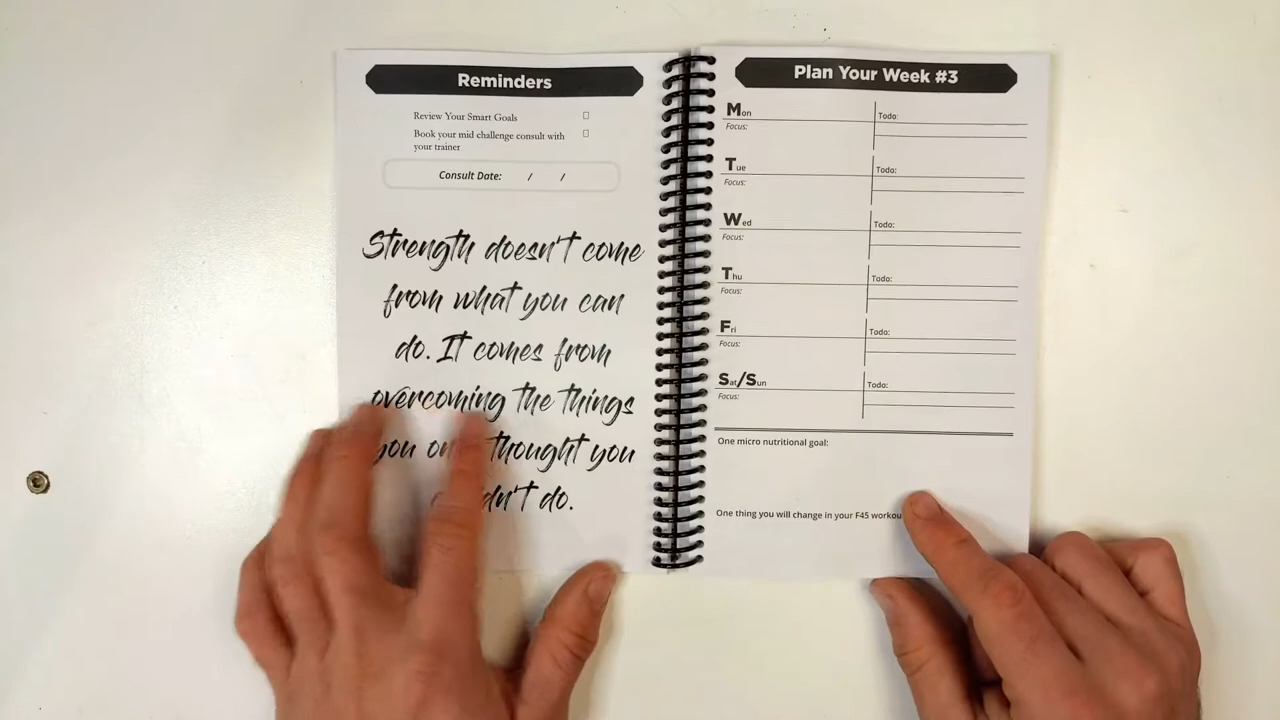 Reminders
Review Your Smart Goals
Book your mid challenge consult with
your trainer
Consult Date: / /
Strength doesn't come
from what you can
do. It comes from
overcoming the things
you thought you
do.
Plan Your Week #3
Mon
Todo:
Focus:
Tue
Todo:
Focus:
Wed
Todo:
Focus:
Thu
Todo:
Focus:
Fri
Todo:
Focus:
Sat/Sun
Todo:
Focus:
One micro nutritional goal:
One thing you will change in your F45